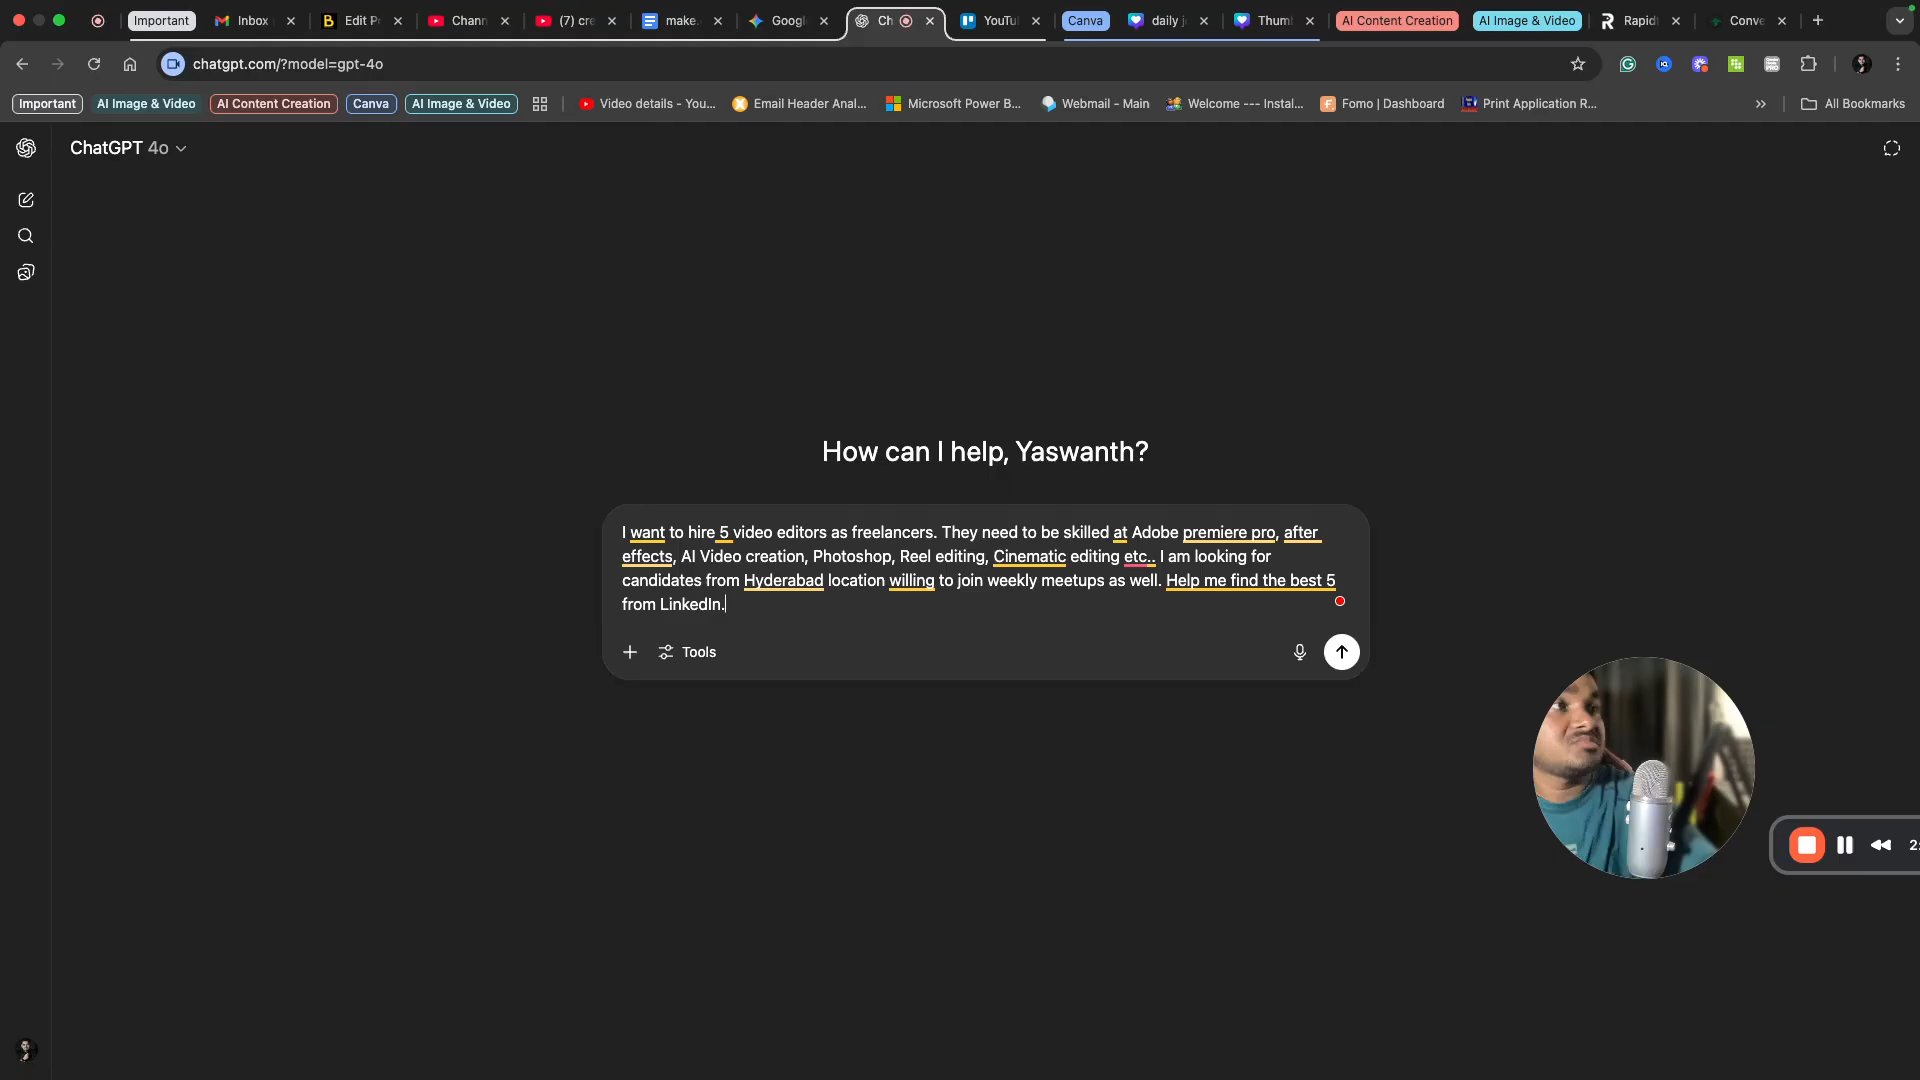 Important
Inbox
Edit P
Chann
(7) cre
make.
Googl
Ch
YouTu
Canva
daily j
Thum
AI Content Creation
AI Image & Video
Rapid
Conve
chatgpt.com/?model=gpt-4o
Important
AI Image & Video
AI Content Creation
Canva
AI Image & Video
Video details - You...
Email Header Anal...
Microsoft Power B...
Webmail - Main
Welcome --- Instal...
Fomo | Dashboard
Print Application R...
All Bookmarks
ChatGPT 4o
How can I help, Yaswanth?
I want to hire 5 video editors as freelancers. They need to be skilled at Adobe premiere pro, after
effects, AI Video creation, Photoshop, Reel editing, Cinematic editing etc.. I am looking for
candidates from Hyderabad location willing to join weekly meetups as well. Help me find the best 5
from LinkedIn.
Tools
2: